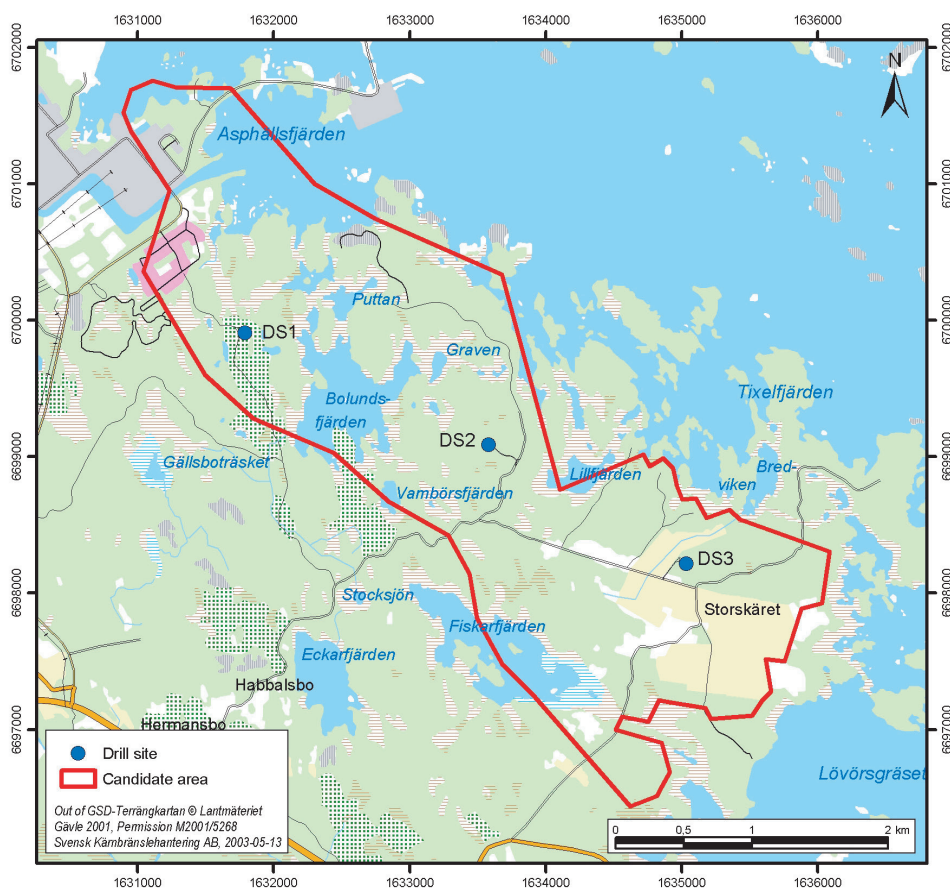 1631000 1632000 1633000 1634000 1635000 1636000
6702000 6702000
N
Asphallsfjärden
6701000 6701000
Puttan
6700000 6700000
DS1
Graven
Tixelfjärden
Bolunds-
fjärden
DS2
6699000 6699000
Gällsboträsket
Lillfjärden
Bred-
viken
Vambörsfjärden
DS3
6698000 6698000
Stocksjön
Storskäret
Fiskarfjärden
Eckarfjärden
Habbalsbo
Hermansbo
6697000 6697000
Drill site
Candidate area
Out of GSD-Terrängkartan © Lantmäteriet
Gävle 2001, Permission M2001/5268
Svensk Kärnbränslehantering AB, 2003-05-13
Lövörsgräset
0 0,5 1 2 km
1631000 1632000 1633000 1634000 1635000 1636000